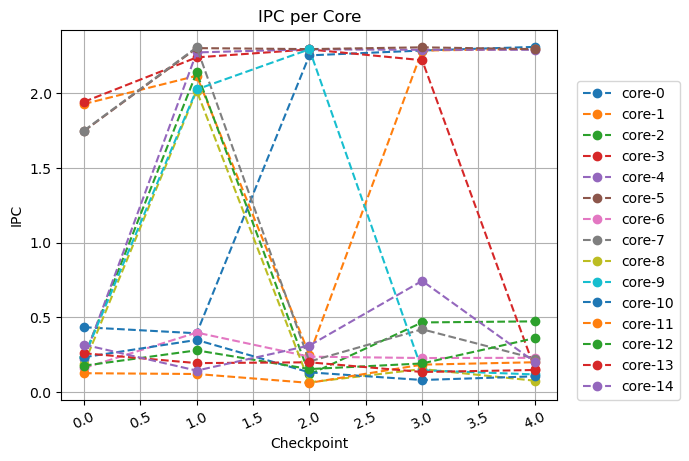 IPC per Core
IPC
2.0
1.5
1.0
0.5
0.0
0.0
0.5
1.0
1.5
2.0
2.5
3.0
3.5
4.0
Checkpoint
core-0
core-1
core-2
core-3
core-4
core-5
core-6
core-7
core-8
core-9
core-10
core-11
core-12
core-13
core-14